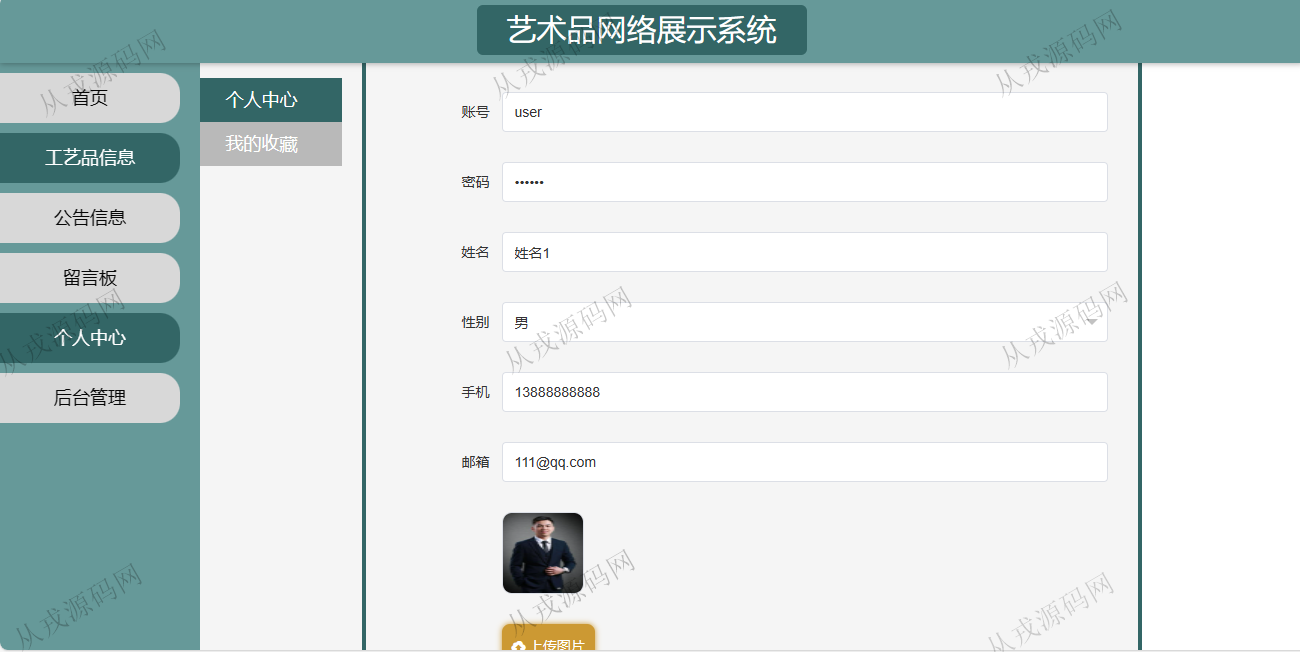 艺术品网络展示系统
首页
工艺品信息
公告信息
留言板
个人中心
后台管理
个人中心
我的收藏
账号 user
密码 ••••••
姓名 姓名1
性别 男
手机 13888888888
邮箱 111@qq.com
上传图片
从戎源码网
从戎源码网
从戎源码网
从戎源码网
从戎源码网
从戎源码网
从戎源码网
从戎源码网
从戎源码网